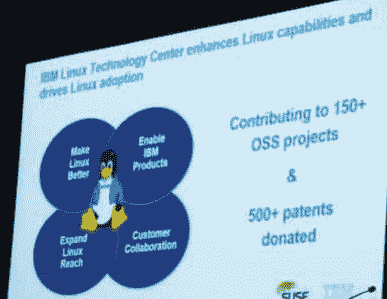 IBM Linux Technology Center enhances Linux capabilities and
drives Linux adoption
Make
Linux
Better
Enable
IBM
Products
Expand
Linux
Reach
Customer
Collaboration
Contributing to 150+
OSS projects
&
500+ patents
donated
SUSE